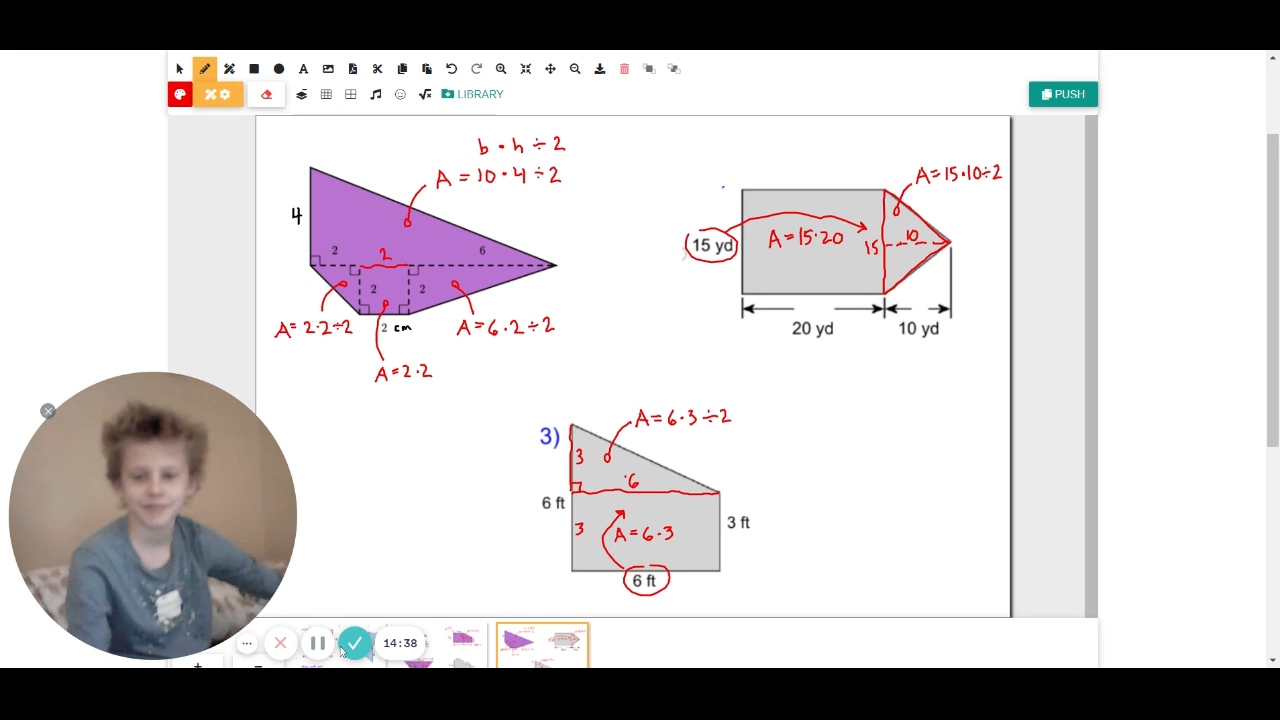 LIBRARY
PUSH
b · h ÷ 2
A = 10 · 4 ÷ 2
4
2
2
6
2
2
A = 2 · 2 ÷ 2
2 cm
A = 6 · 2 ÷ 2
A = 2 · 2
A = 15 · 10 ÷ 2
15 yd
A = 15 · 20
15
10
20 yd
10 yd
3)
A = 6 · 3 ÷ 2
3
6
6 ft
3
A = 6 · 3
3 ft
6 ft
14:38